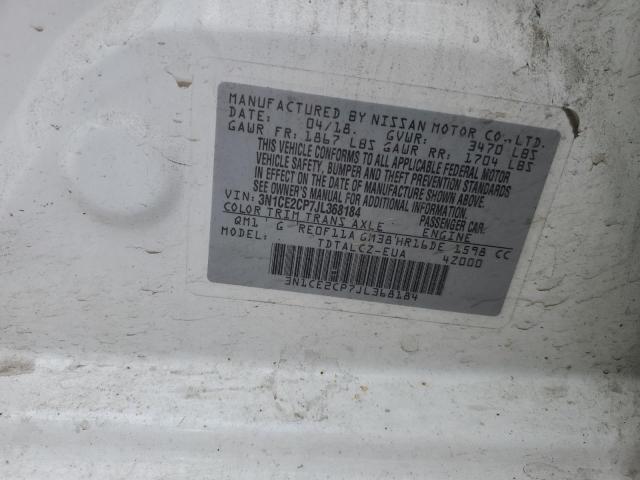 MANUFACTURED BY NISSAN MOTOR CO.,LTD.
DATE: 04/18. GVWR: 3470 LBS
GAWR FR: 1867 LBS GAWR RR: 1704 LBS
THIS VEHICLE CONFORMS TO ALL APPLICABLE FEDERAL MOTOR
VEHICLE SAFETY, BUMPER AND THEFT PREVENTION STANDARDS
IN EFFECT ON THE DATE OF MANUFACTURE SHOWN ABOVE.
SEE OWNER'S MANUAL FOR ADDITIONAL INFORMATION
VIN: 3N1CE2CP7JL368184 PASSENGER CAR
COLOR TRIM TRANS AXLE ENGINE
QM1 G RE0F11A GM38 HR16DE 1598 CC
MODEL: TDTALCZ-EUA 42000
3N1CE2CP7JL368184